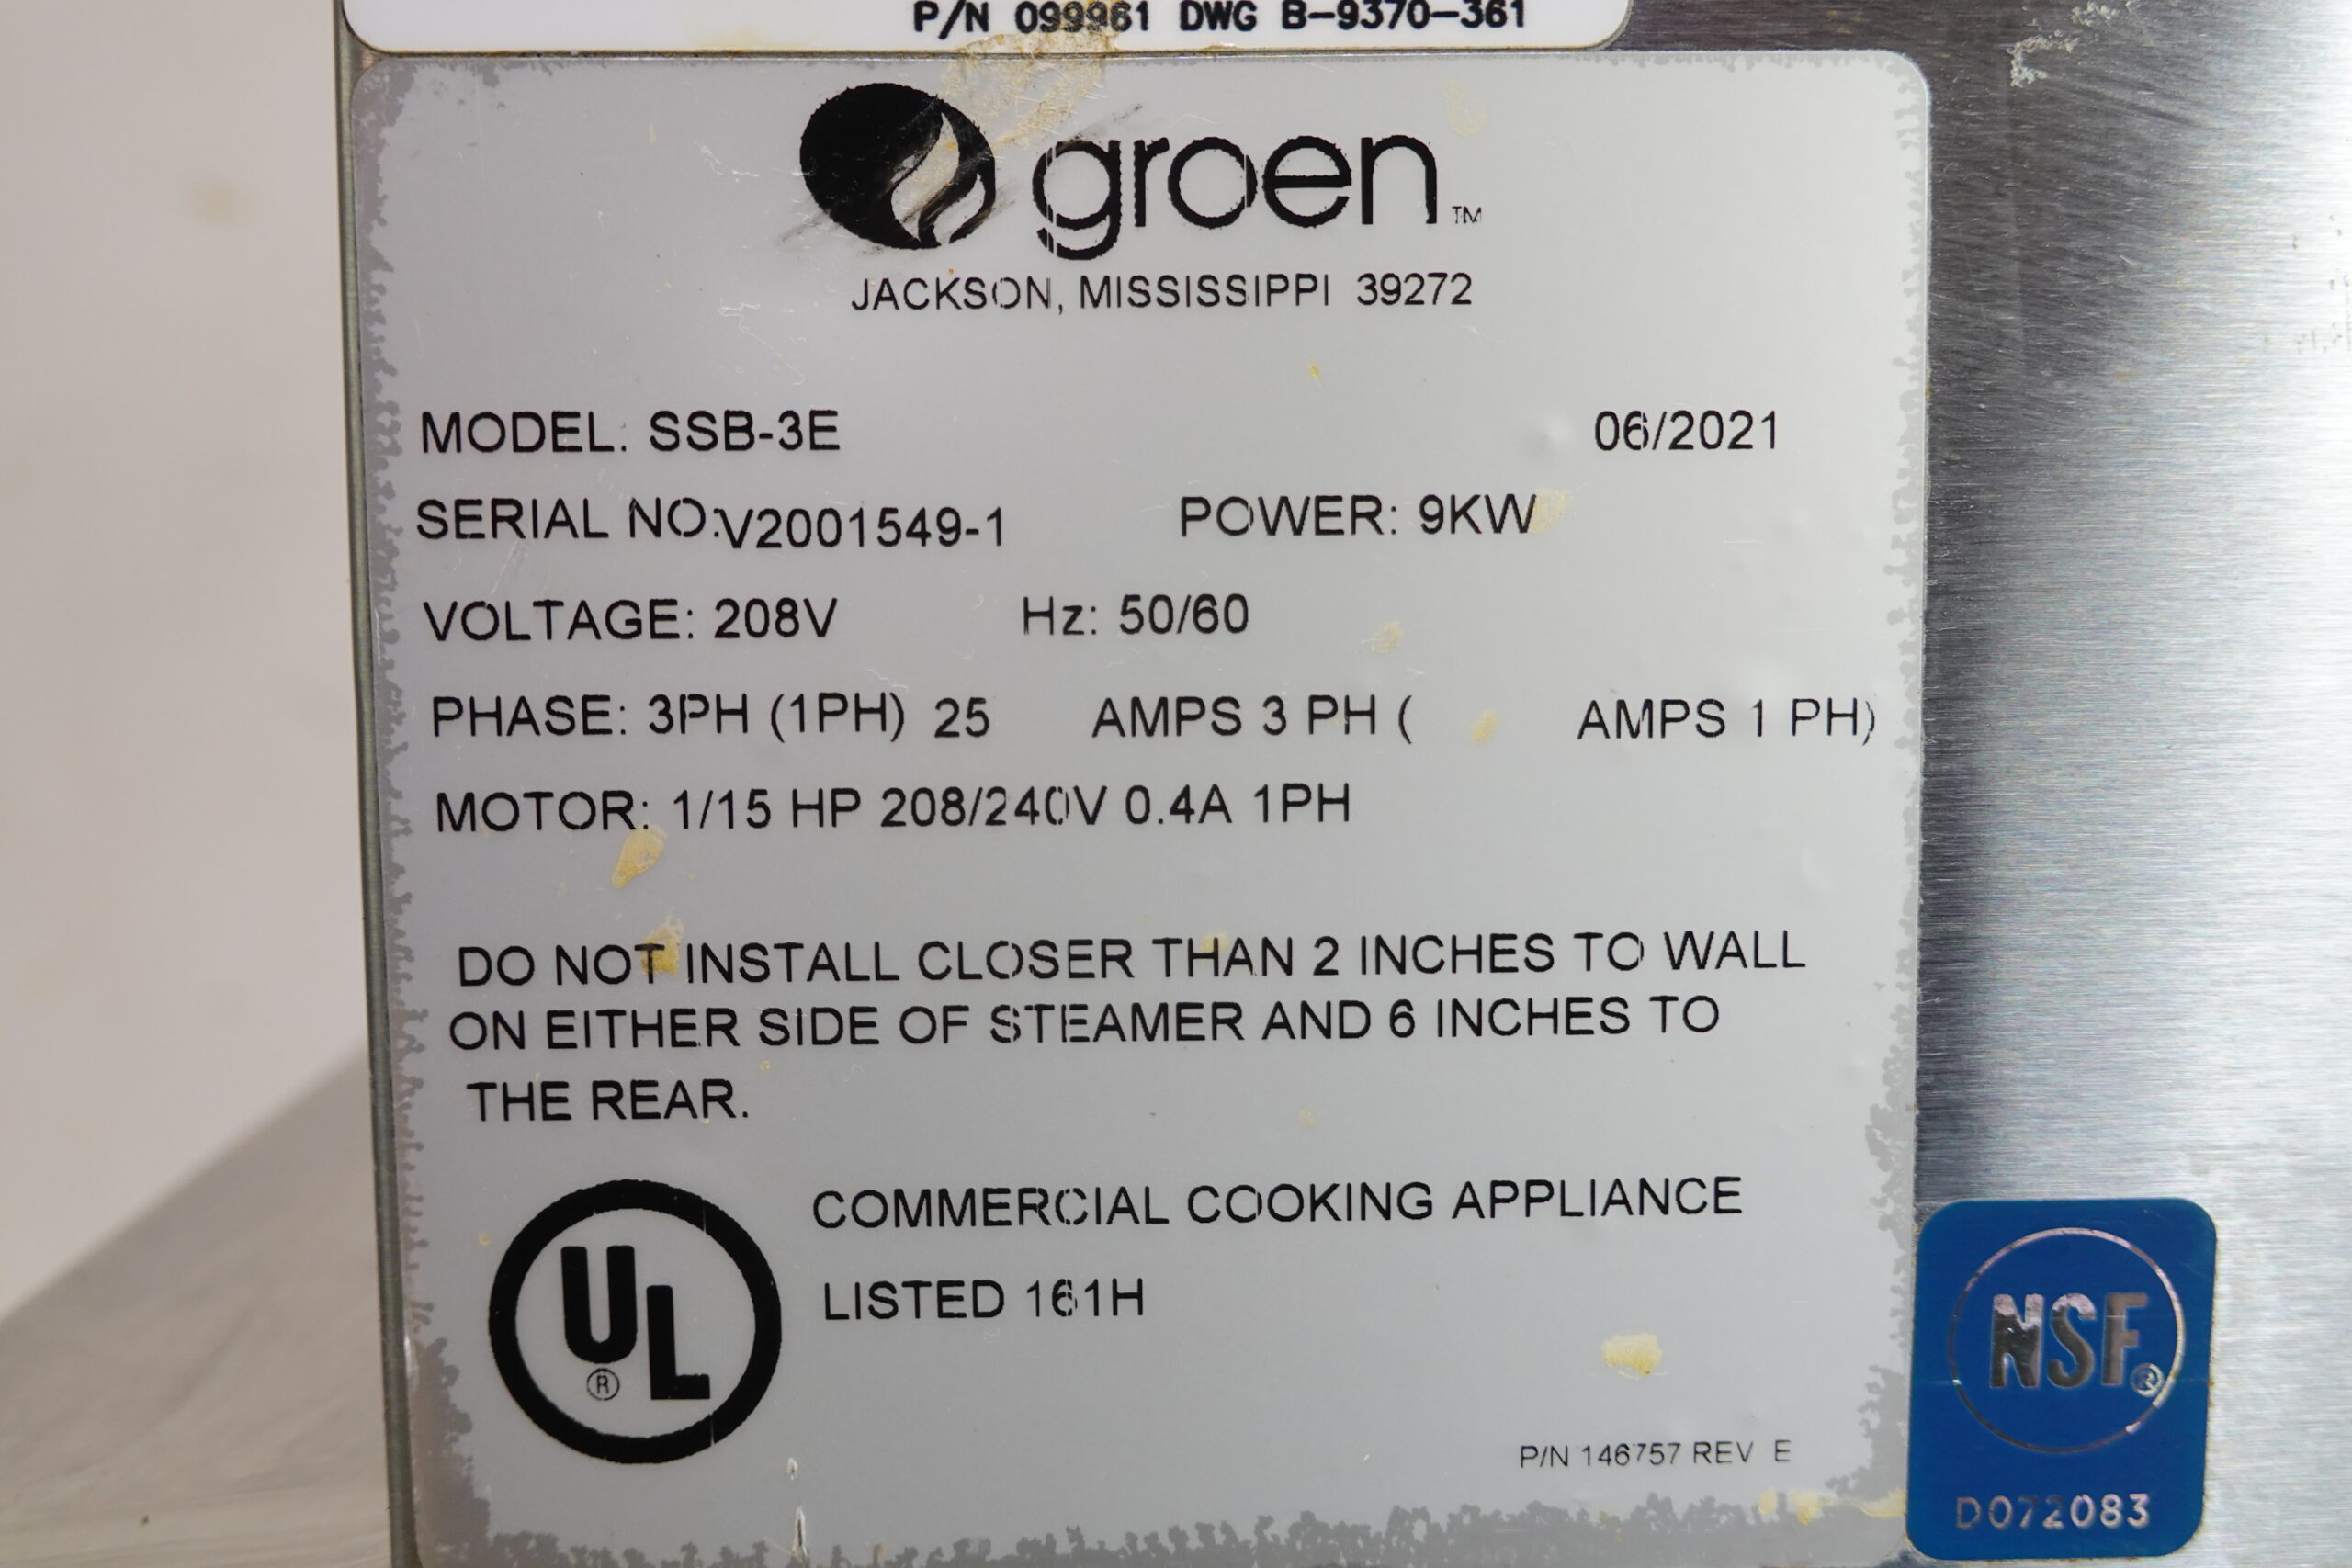 P/N 099961 DWG B-9370-361
groen™
JACKSON, MISSISSIPPI 39272
MODEL: SSB-3E 06/2021
SERIAL NO: V2001549-1 POWER: 9KW
VOLTAGE: 208V Hz: 50/60
PHASE: 3PH (1PH) 25 AMPS 3 PH ( AMPS 1 PH)
MOTOR: 1/15 HP 208/240V 0.4A 1PH
DO NOT INSTALL CLOSER THAN 2 INCHES TO WALL
ON EITHER SIDE OF STEAMER AND 6 INCHES TO
THE REAR.
UL®
COMMERCIAL COOKING APPLIANCE
LISTED 161H
P/N 146757 REV E
NSF®
D072083